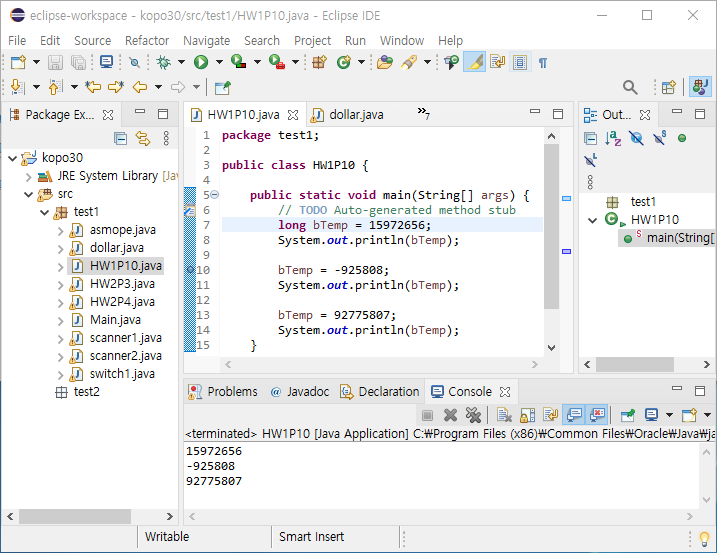 eclipse-workspace - kopo30/src/test1/HW1P10.java - Eclipse IDE
File Edit Source Refactor Navigate Search Project Run Window Help
Package Ex...
kopo30
JRE System Library [Jav
src
test1
asmope.java
dollar.java
HW1P10.java
HW2P3.java
HW2P4.java
Main.java
scanner1.java
scanner2.java
switch1.java
test2
HW1P10.java dollar.java »7
1 package test1;
2
3 public class HW1P10 {
4
5 public static void main(String[] args) {
6 // TODO Auto-generated method stub
7 long bTemp = 15972656;
8 System.out.println(bTemp);
9
10 bTemp = -925808;
11 System.out.println(bTemp);
12
13 bTemp = 92775807;
14 System.out.println(bTemp);
15 }
Out...
test1
HW1P10
main(String[
Problems @ Javadoc Declaration Console
<terminated> HW1P10 [Java Application] C:₩Program Files (x86)₩Common Files₩Oracle₩Java₩ja
15972656
-925808
92775807
Writable Smart Insert